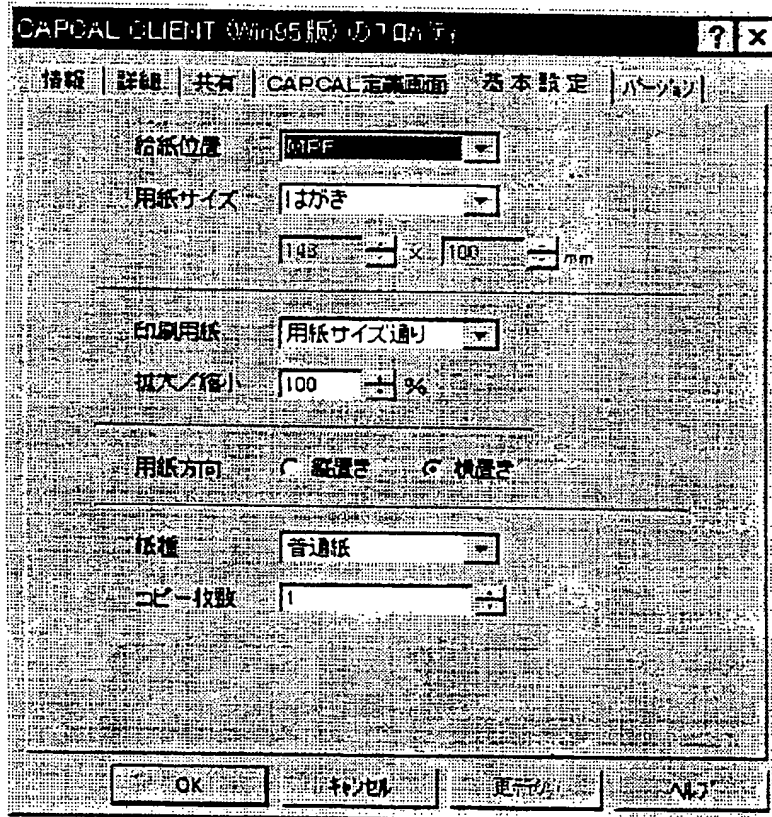 CAPCAL CLIENT (Win95版) のプロパティ
情報 詳細 共有 CAPCAL定義画面 基本設定 バージョン
給紙位置 MPF
用紙サイズ はがき
148 × 100 mm
印刷用紙 用紙サイズ通り
拡大/縮小 100 %
用紙方向 縦置き 横置き
紙種 普通紙
コピー枚数 1
OK キャンセル ヘルプ